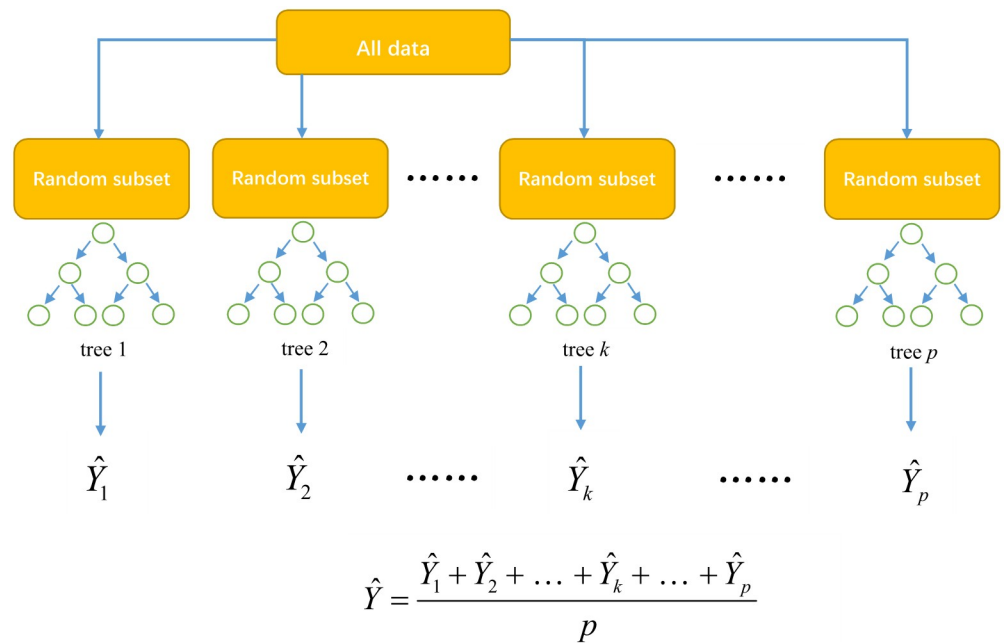 All data
Random subset Random subset ...... Random subset ...... Random subset
tree 1 tree 2 tree k tree p
Ŷ₁ Ŷ₂ ...... Ŷₖ ...... Ŷₚ
Ŷ = (Ŷ₁ + Ŷ₂ + ... + Ŷₖ + ... + Ŷₚ) / p